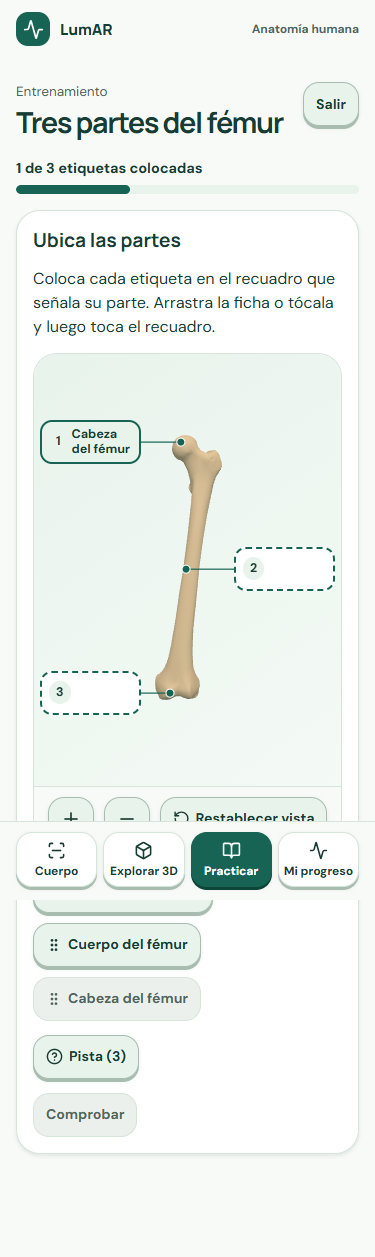 LumAR
Anatomía humana
Entrenamiento
Tres partes del fémur
Salir
1 de 3 etiquetas colocadas
Ubica las partes
Coloca cada etiqueta en el recuadro que
señala su parte. Arrastra la ficha o tócala
y luego toca el recuadro.
1 Cabeza
del fémur
2
3
Restablecer vista
Cuerpo
Explorar 3D
Practicar
Mi progreso
Cuerpo del fémur
Cabeza del fémur
Pista (3)
Comprobar